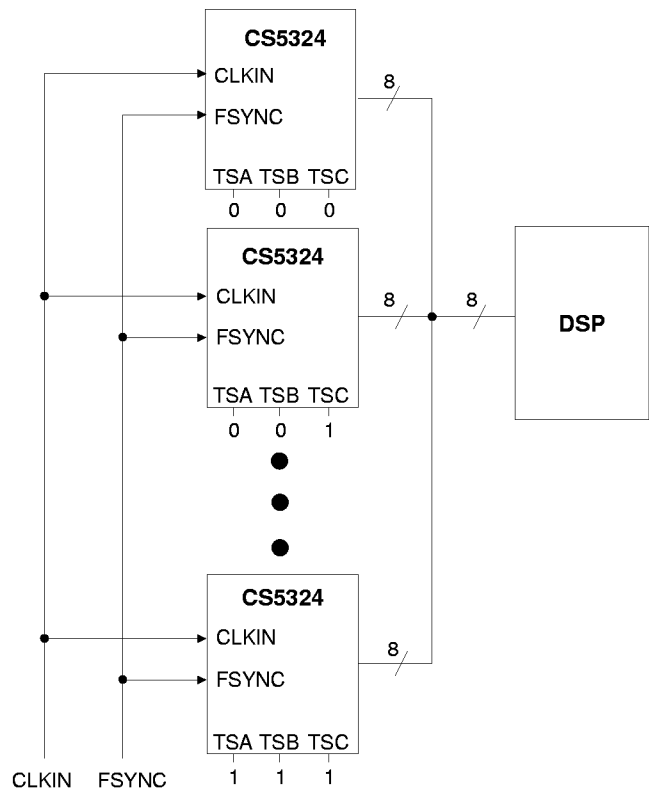 CS5324
CLKIN
8
FSYNC
TSA TSB TSC
0 0 0
CS5324
CLKIN
8
8
FSYNC
DSP
TSA TSB TSC
0 0 1
CS5324
CLKIN
8
FSYNC
TSA TSB TSC
1 1 1
CLKIN FSYNC